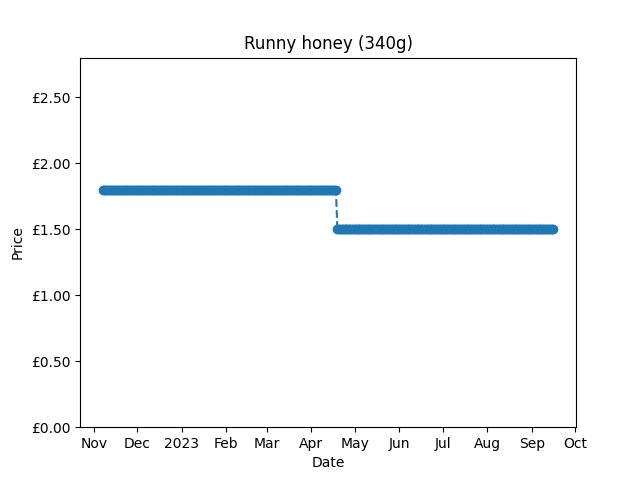 Runny honey (340g)
£2.50
£2.00
£1.50
£1.00
£0.50
£0.00
Price
Nov Dec 2023 Feb Mar Apr May Jun Jul Aug Sep Oct
Date